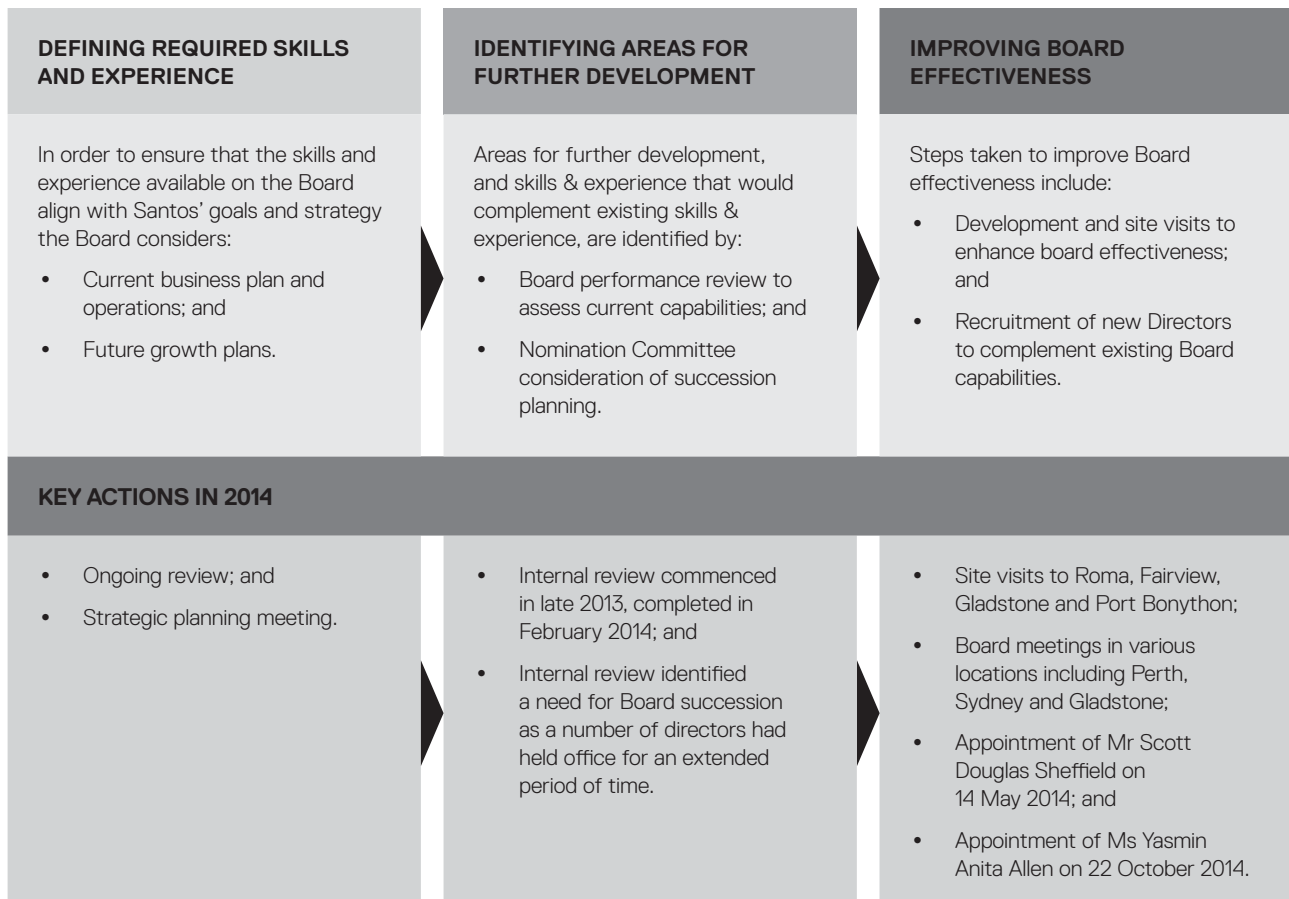 DEFINING REQUIRED SKILLS
AND EXPERIENCE
In order to ensure that the skills and
experience available on the Board
align with Santos' goals and strategy
the Board considers:
• Current business plan and
operations; and
• Future growth plans.
IDENTIFYING AREAS FOR
FURTHER DEVELOPMENT
Areas for further development,
and skills & experience that would
complement existing skills &
experience, are identified by:
• Board performance review to
assess current capabilities; and
• Nomination Committee
consideration of succession
planning.
IMPROVING BOARD
EFFECTIVENESS
Steps taken to improve Board
effectiveness include:
• Development and site visits to
enhance board effectiveness;
and
• Recruitment of new Directors
to complement existing Board
capabilities.
KEY ACTIONS IN 2014
• Ongoing review; and
• Strategic planning meeting.
• Internal review commenced
in late 2013, completed in
February 2014; and
• Internal review identified
a need for Board succession
as a number of directors had
held office for an extended
period of time.
• Site visits to Roma, Fairview,
Gladstone and Port Bonython;
• Board meetings in various
locations including Perth,
Sydney and Gladstone;
• Appointment of Mr Scott
Douglas Sheffield on
14 May 2014; and
• Appointment of Ms Yasmin
Anita Allen on 22 October 2014.